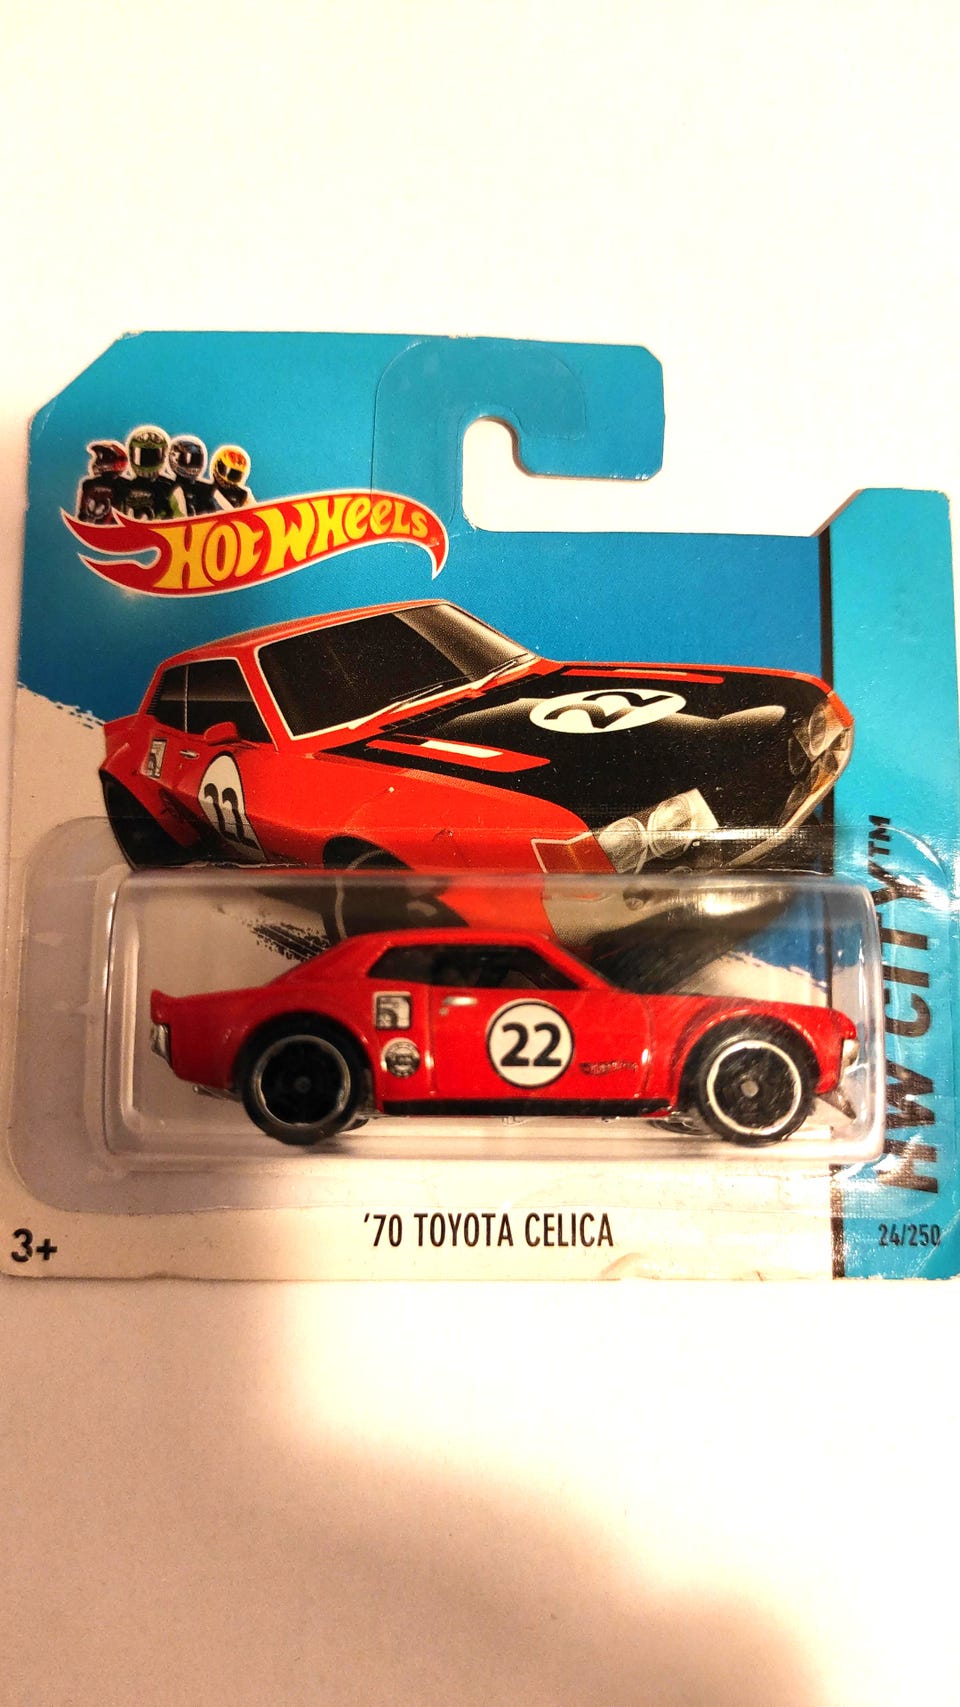 HOT WHEELS
22
22
22
HW CITY™
'70 TOYOTA CELICA
3+
24/250